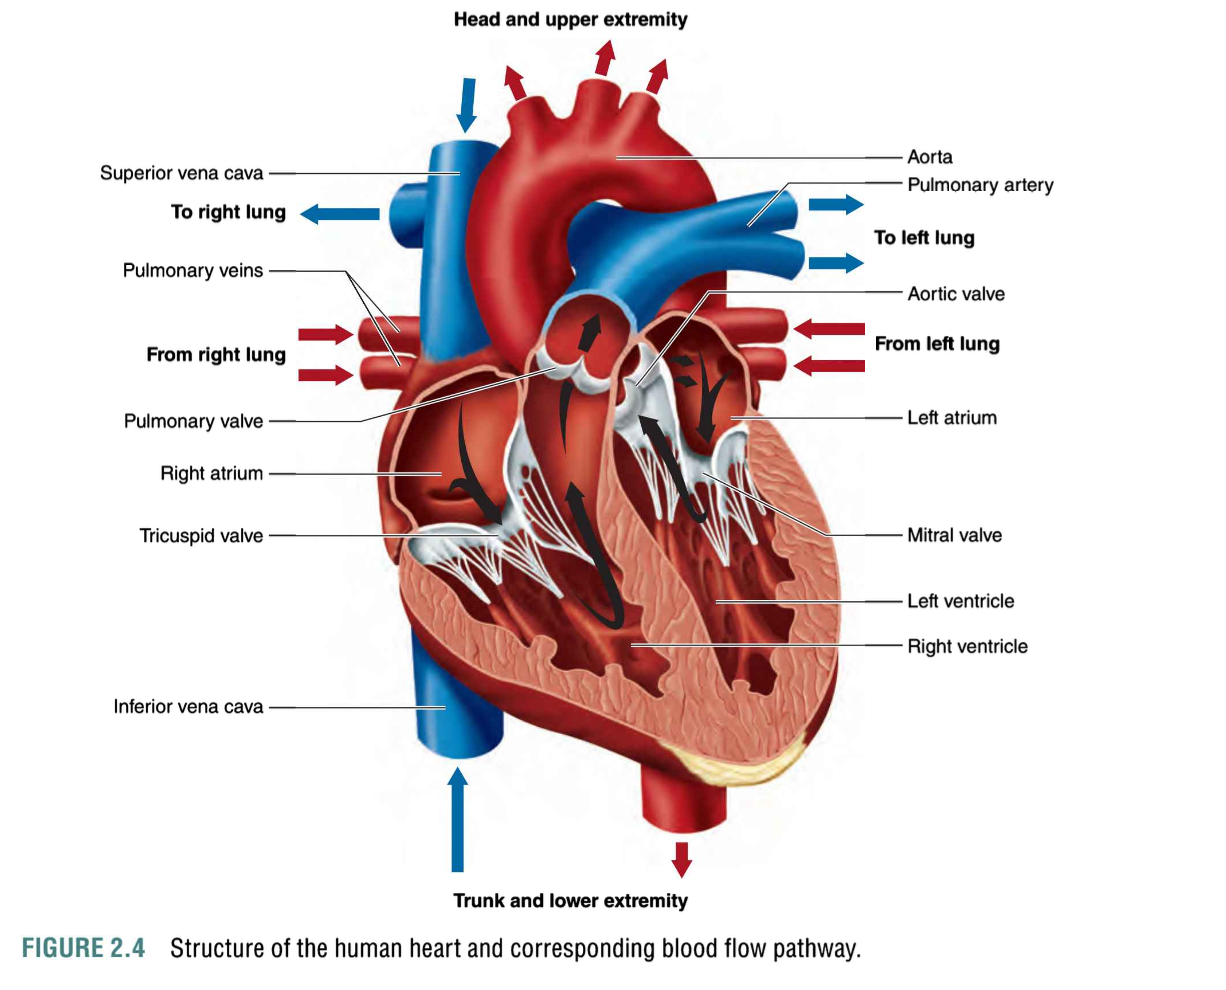 Head and upper extremity
Superior vena cava
To right lung
Pulmonary veins
From right lung
Pulmonary valve
Right atrium
Tricuspid valve
Inferior vena cava
Aorta
Pulmonary artery
To left lung
Aortic valve
From left lung
Left atrium
Mitral valve
Left ventricle
Right ventricle
Trunk and lower extremity
FIGURE 2.4 Structure of the human heart and corresponding blood flow pathway.